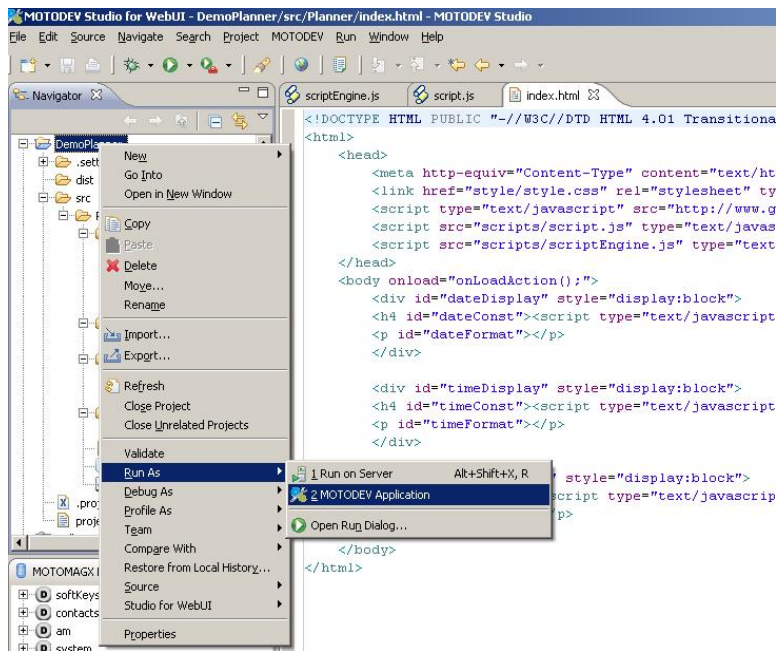 MOTODEV Studio for WebUI - DemoPlanner/src/Planner/index.html - MOTODEV Studio
File Edit Source Navigate Search Project MOTODEV Run Window Help
Navigator
scriptEngine.js script.js index.html
DemoPlanner
.sett
dist
src
.pro
proje
New
Go Into
Open in New Window
Copy
Paste
Delete
Move...
Rename
Import...
Export...
Refresh
Close Project
Close Unrelated Projects
Validate
Run As
Debug As
Profile As
Team
Compare With
Restore from Local History...
Source
Studio for WebUI
Properties
1 Run on Server Alt+Shift+X, R
2 MOTODEV Application
Open Run Dialog...
<!DOCTYPE HTML PUBLIC "-//W3C//DTD HTML 4.01 Transitiona
<html>
<head>
<meta http-equiv="Content-Type" content="text/ht
<link href="style/style.css" rel="stylesheet" ty
<script type="text/javascript" src="http://www.g
<script src="scripts/script.js" type="text/javas
<script src="scripts/scriptEngine.js" type="text
</head>
<body onload="onLoadAction();">
<div id="dateDisplay" style="display:block">
<h4 id="dateConst"><script type="text/javascript
<p id="dateFormat"></p>
</div>
<div id="timeDisplay" style="display:block">
<h4 id="timeConst"><script type="text/javascript
<p id="timeFormat"></p>
</div>
" style="display:block">
script type="text/javascrip
p>
</body>
</html>
MOTOMAGX
softKeys
contacts
am
system